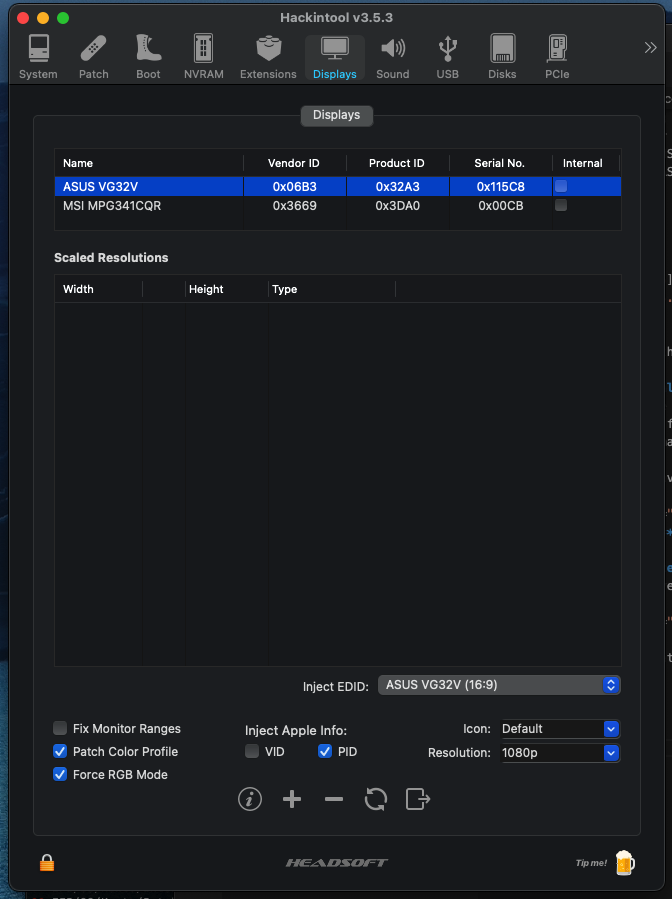 Hackintool v3.5.3
System Patch Boot NVRAM Extensions Displays Sound USB Disks PCIe
Displays
Name Vendor ID Product ID Serial No. Internal
ASUS VG32V 0x06B3 0x32A3 0x115C8
MSI MPG341CQR 0x3669 0x3DA0 0x00CB
Scaled Resolutions
Width Height Type
Inject EDID: ASUS VG32V (16:9)
Fix Monitor Ranges Inject Apple Info: Icon: Default
Patch Color Profile VID PID Resolution: 1080p
Force RGB Mode
HEADSOFT Tip me!